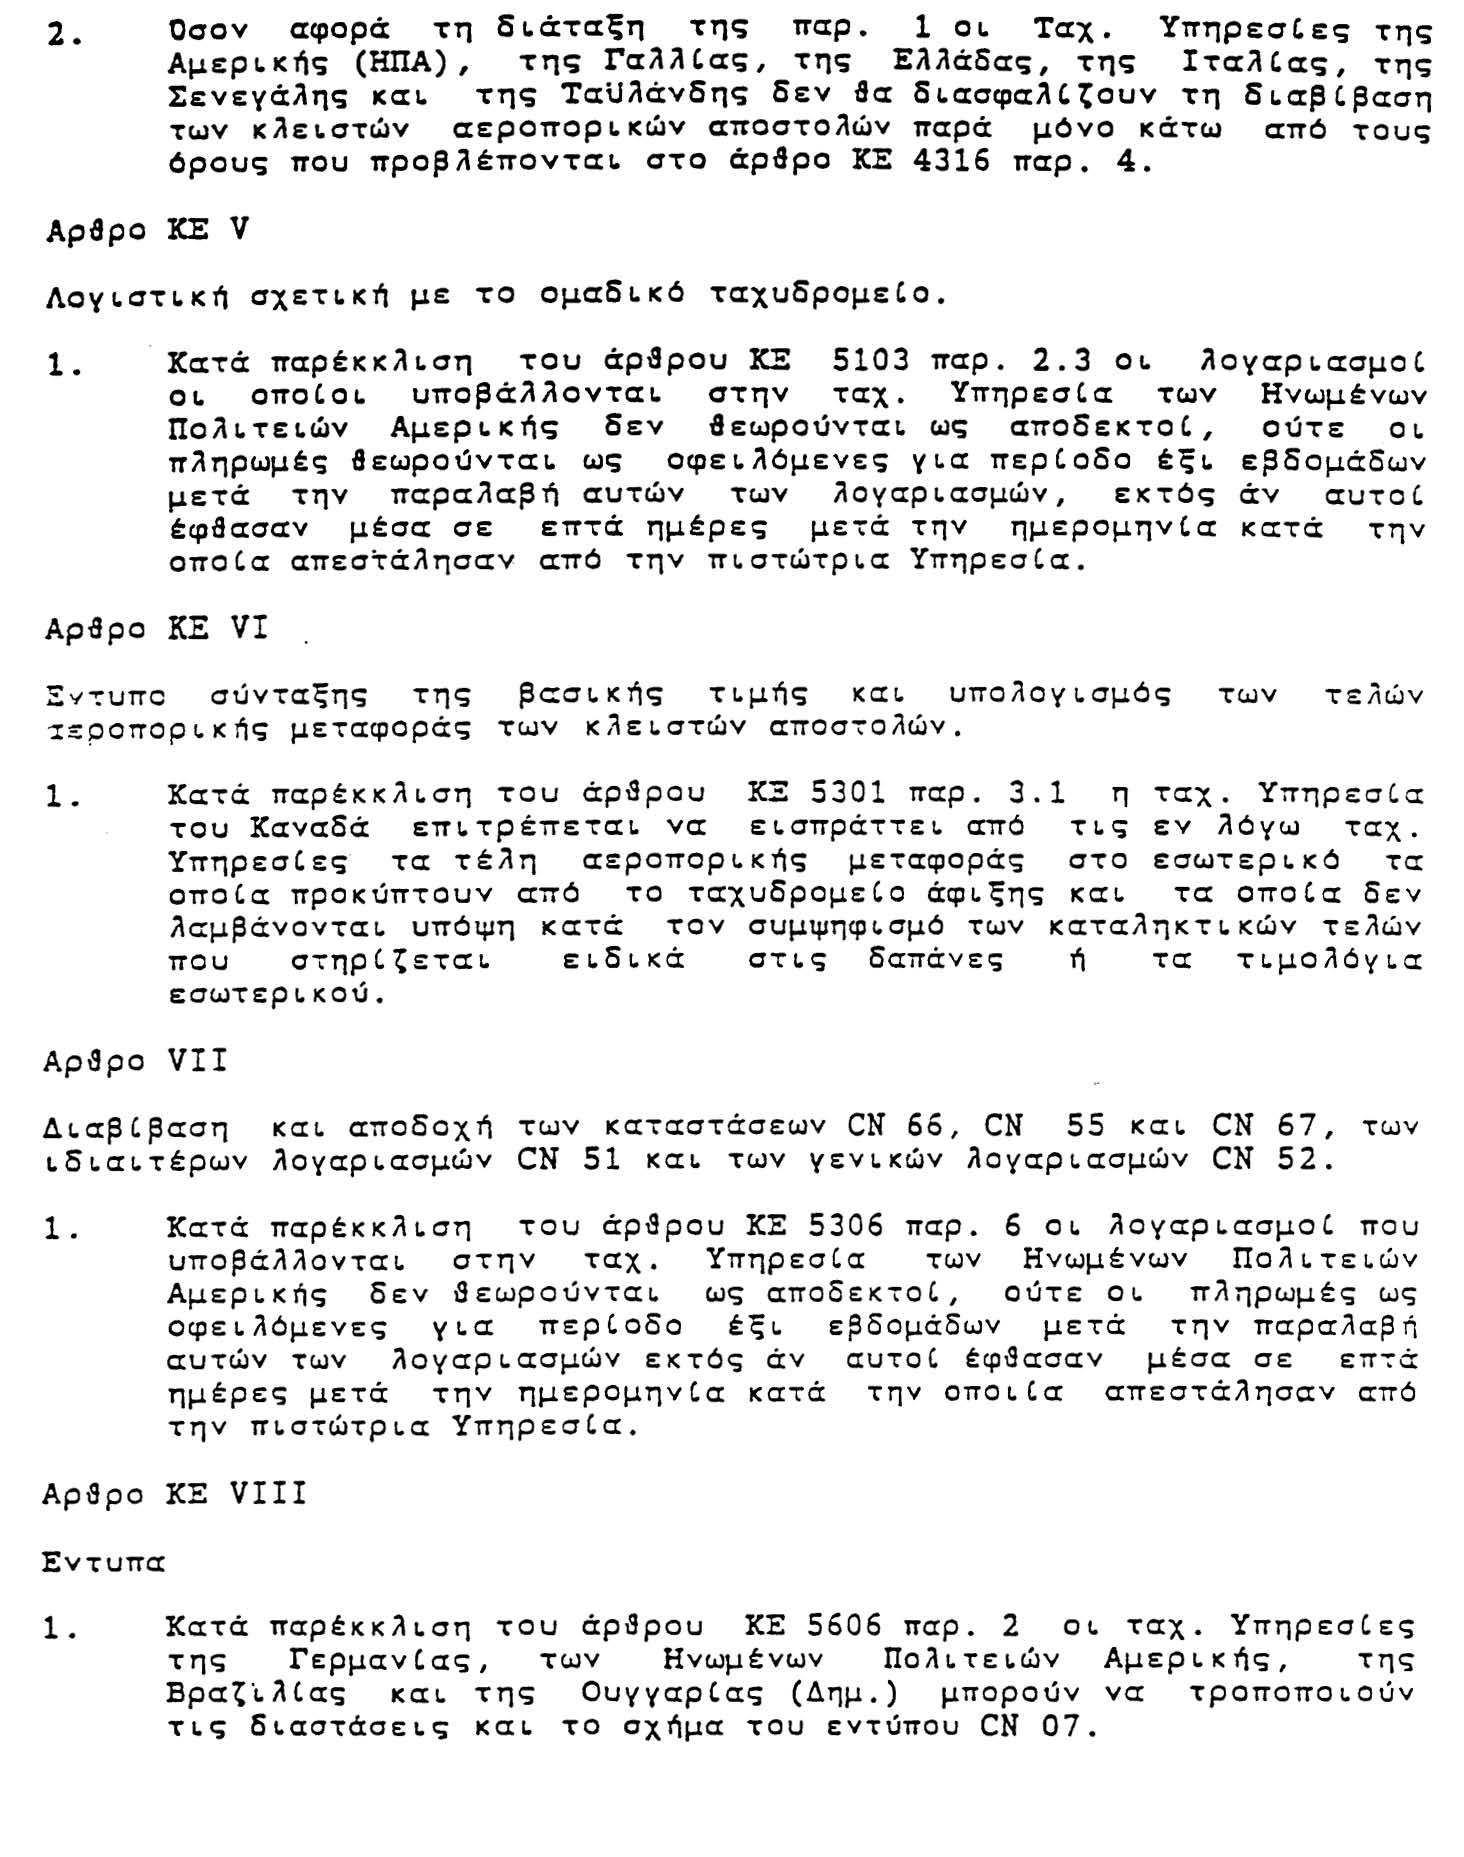 2. Όσον αφορά τη διάταξη της παρ. 1 οι Ταχ. Υπηρεσίες της
Αμερικής (ΗΠΑ), της Γαλλίας, της Ελλάδας, της Ιταλίας, της
Σενεγάλης και της Ταϋλάνδης δεν θα διασφαλίζουν τη διαβίβαση
των κλειστών αεροπορικών αποστολών παρά μόνο κάτω από τους
όρους που προβλέπονται στο άρθρο ΚΕ 4316 παρ. 4.
Αρθρο ΚΕ V
Λογιστική σχετική με το ομαδικό ταχυδρομείο.
1. Κατά παρέκκλιση του άρθρου ΚΕ 5103 παρ. 2.3 οι λογαριασμοί
οι οποίοι υποβάλλονται στην ταχ. Υπηρεσία των Ηνωμένων
Πολιτειών Αμερικής δεν θεωρούνται ως αποδεκτοί, ούτε οι
πληρωμές θεωρούνται ως οφειλόμενες για περίοδο έξι εβδομάδων
μετά την παραλαβή αυτών των λογαριασμών, εκτός άν αυτοί
έφθασαν μέσα σε επτά ημέρες μετά την ημερομηνία κατά την
οποία απεστάλησαν από την πιστώτρια Υπηρεσία.
Αρθρο ΚΕ VI
Εντυπο σύνταξης της βασικής τιμής και υπολογισμός των τελών
αεροπορικής μεταφοράς των κλειστών αποστολών.
1. Κατά παρέκκλιση του άρθρου ΚΕ 5301 παρ. 3.1 η ταχ. Υπηρεσία
του Καναδά επιτρέπεται να εισπράττει από τις εν λόγω ταχ.
Υπηρεσίες τα τέλη αεροπορικής μεταφοράς στο εσωτερικό τα
οποία προκύπτουν από το ταχυδρομείο άφιξης και τα οποία δεν
λαμβάνονται υπόψη κατά τον συμψηφισμό των καταληκτικών τελών
που στηρίζεται ειδικά στις δαπάνες ή τα τιμολόγια
εσωτερικού.
Αρθρο VII
Διαβίβαση και αποδοχή των καταστάσεων CN 66, CN 55 και CN 67, των
ιδιαιτέρων λογαριασμών CN 51 και των γενικών λογαριασμών CN 52.
1. Κατά παρέκκλιση του άρθρου ΚΕ 5306 παρ. 6 οι λογαριασμοί που
υποβάλλονται στην ταχ. Υπηρεσία των Ηνωμένων Πολιτειών
Αμερικής δεν θεωρούνται ως αποδεκτοί, ούτε οι πληρωμές ως
οφειλόμενες για περίοδο έξι εβδομάδων μετά την παραλαβή
αυτών των λογαριασμών εκτός άν αυτοί έφθασαν μέσα σε επτά
ημέρες μετά την ημερομηνία κατά την οποιία απεστάλησαν από
την πιστώτρια Υπηρεσία.
Αρθρο ΚΕ VIII
Εντυπα
1. Κατά παρέκκλιση του άρθρου ΚΕ 5606 παρ. 2 οι ταχ. Υπηρεσίες
της Γερμανίας, των Ηνωμένων Πολιτειών Αμερικής, της
Βραζιλίας και της Ουγγαρίας (Δημ.) μπορούν να τροποποιούν
τις διαστάσεις και το σχήμα του εντύπου CN 07.